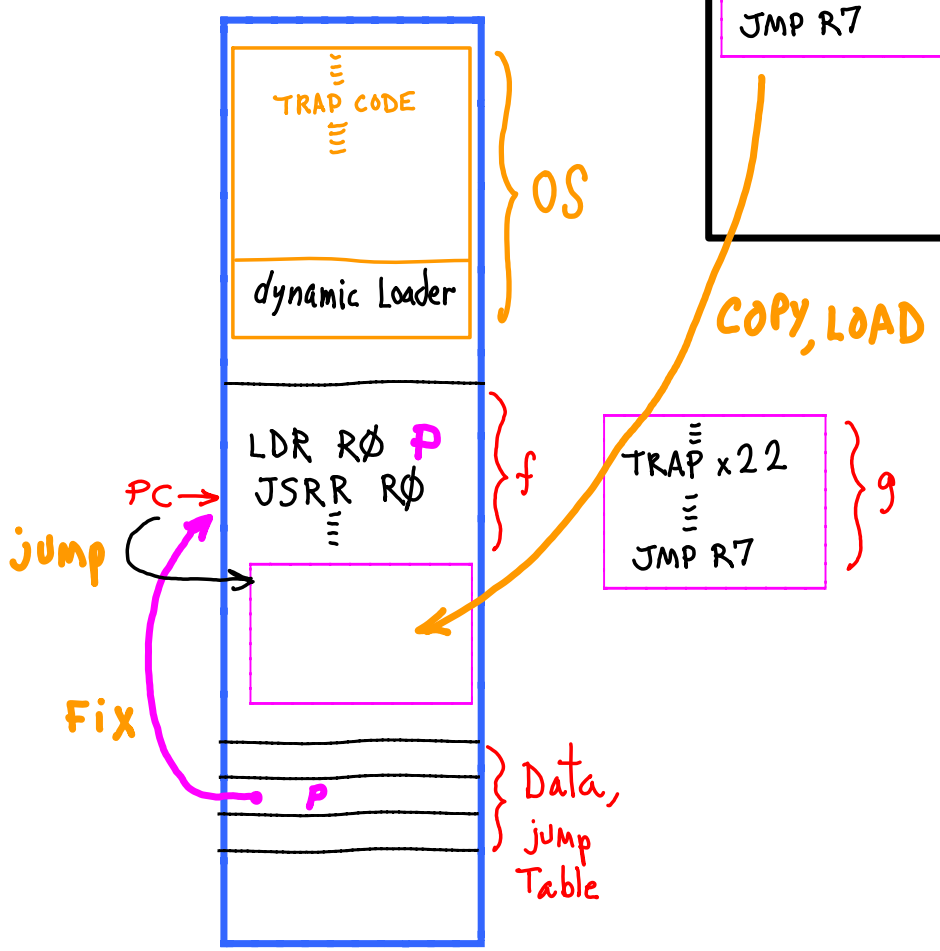 JMP R7
TRAP CODE
OS
dynamic Loader
COPY, LOAD
LDR RØ P
JSRR RØ
f
PC
jump
TRAP x22
JMP R7
g
Fix
P
Data,
jump
Table